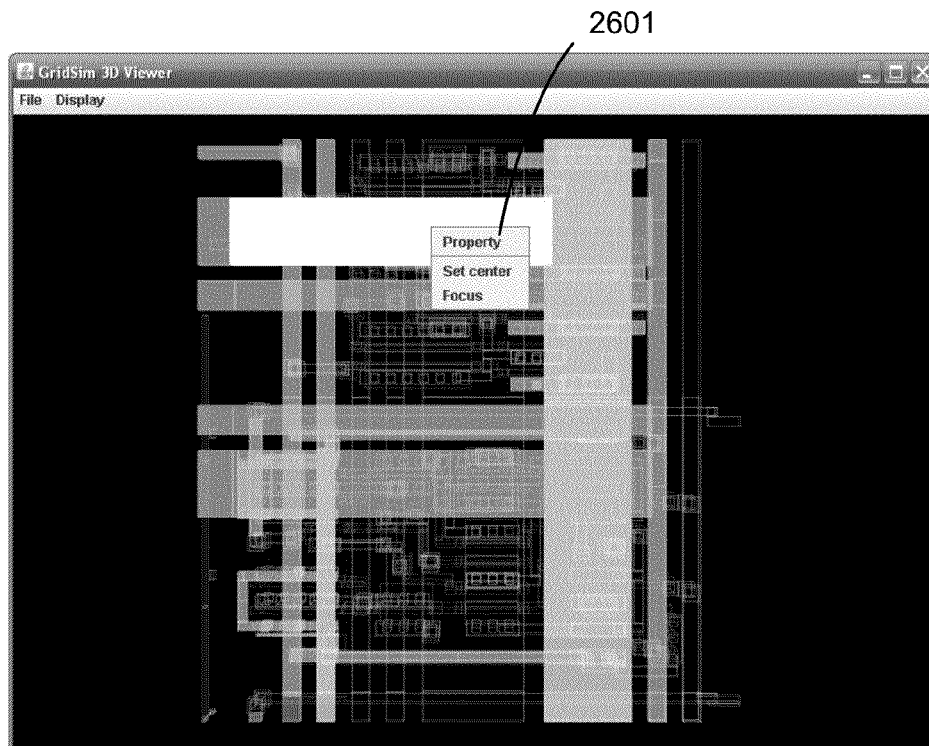 2601
GridSim 3D Viewer
File Display
Property
Set center
Focus